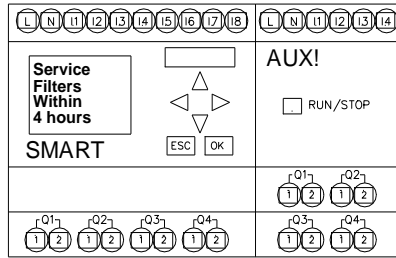 L N I1 I2 I3 I4 I5 I6 I7 I8
L N I1 I2 I3 I4
Service
Filters
Within
4 hours
SMART
ESC OK
AUX!
RUN/STOP
Q1 Q2
1 2 1 2
Q1 Q2 Q3 Q4
1 2 1 2 1 2 1 2
Q3 Q4
1 2 1 2